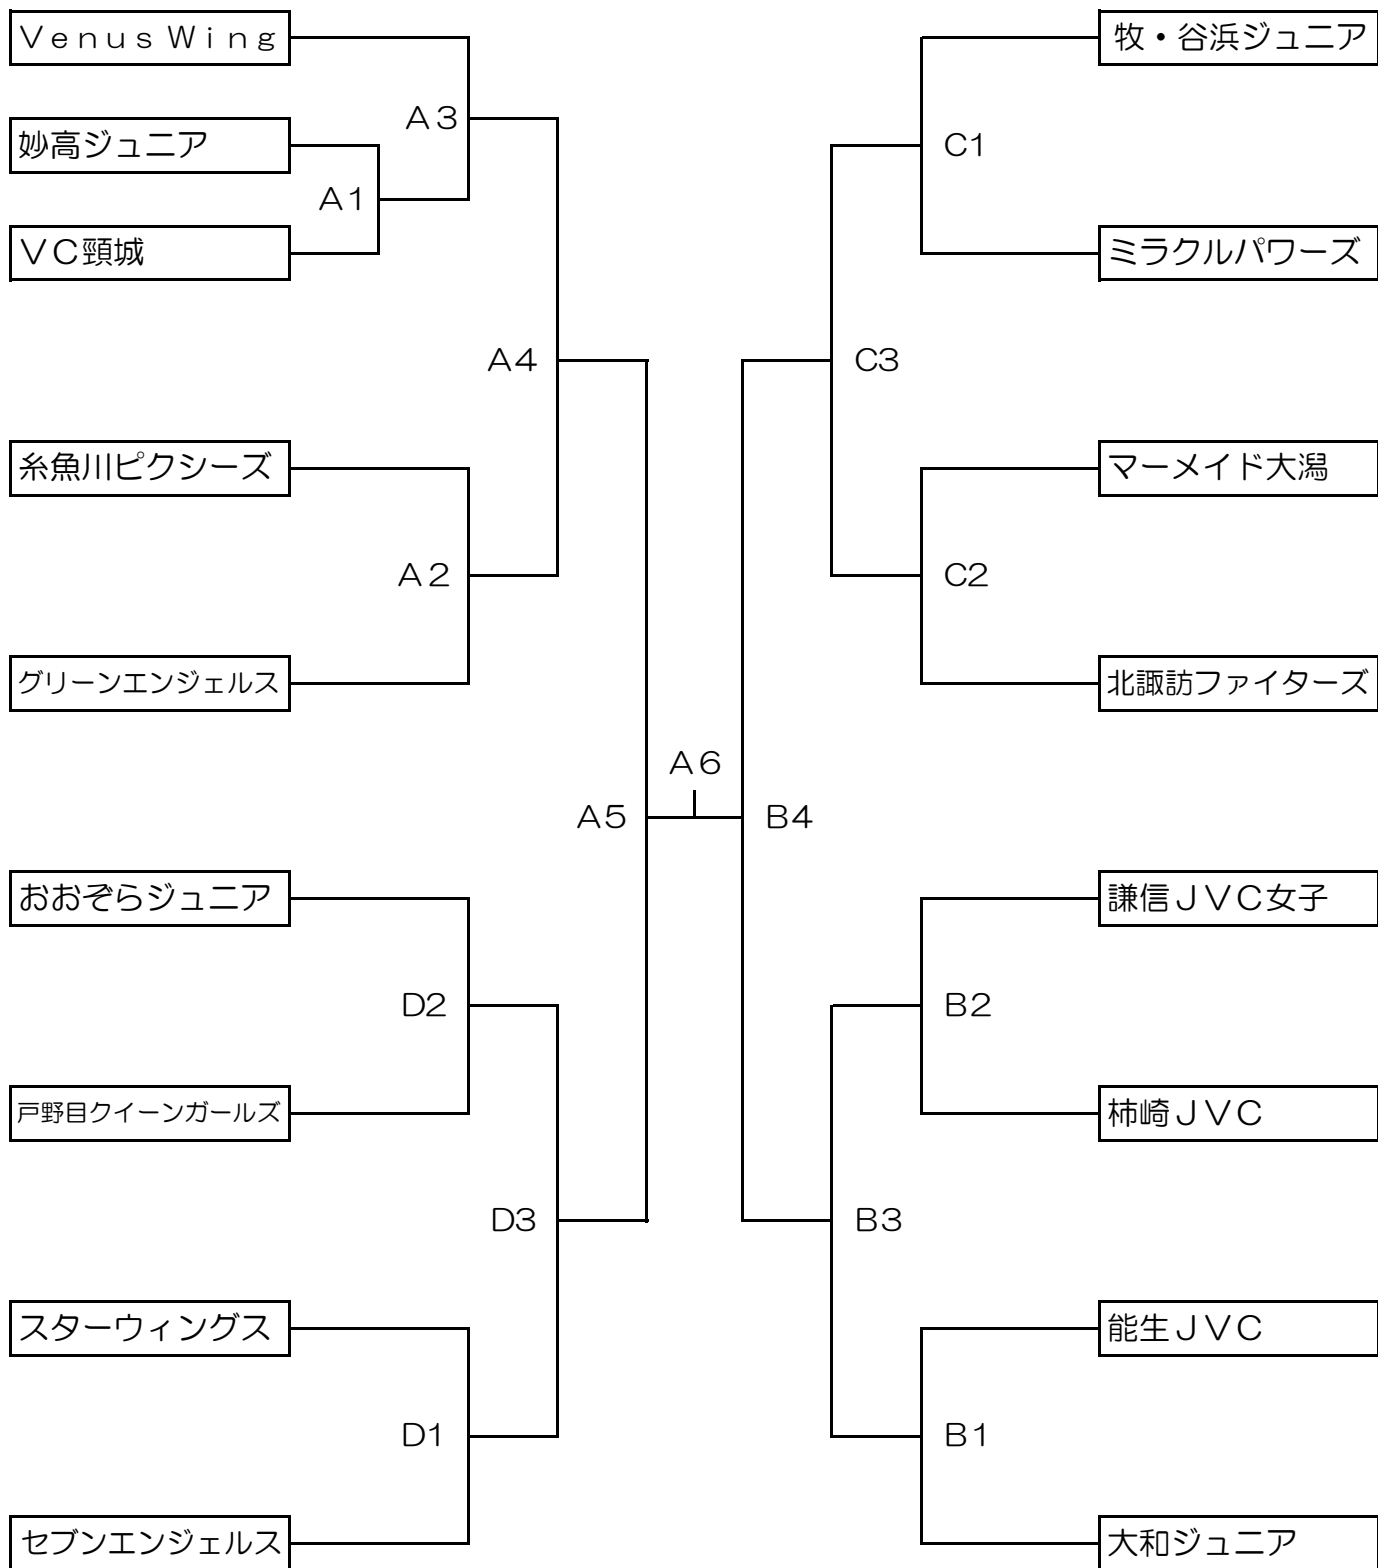 Venus Wing
A3
妙高ジュニア
A1
VC頸城
A4
糸魚川ピクシーズ
A2
グリーンエンジェルス
A6
A5
おおぞらジュニア
D2
戸野目クイーンガールズ
D3
スターウィングス
D1
セブンエンジェルス
牧・谷浜ジュニア
C1
ミラクルパワーズ
C3
マーメイド大潟
C2
北諏訪ファイターズ
B4
謙信JVC女子
B2
柿崎JVC
B3
能生JVC
B1
大和ジュニア